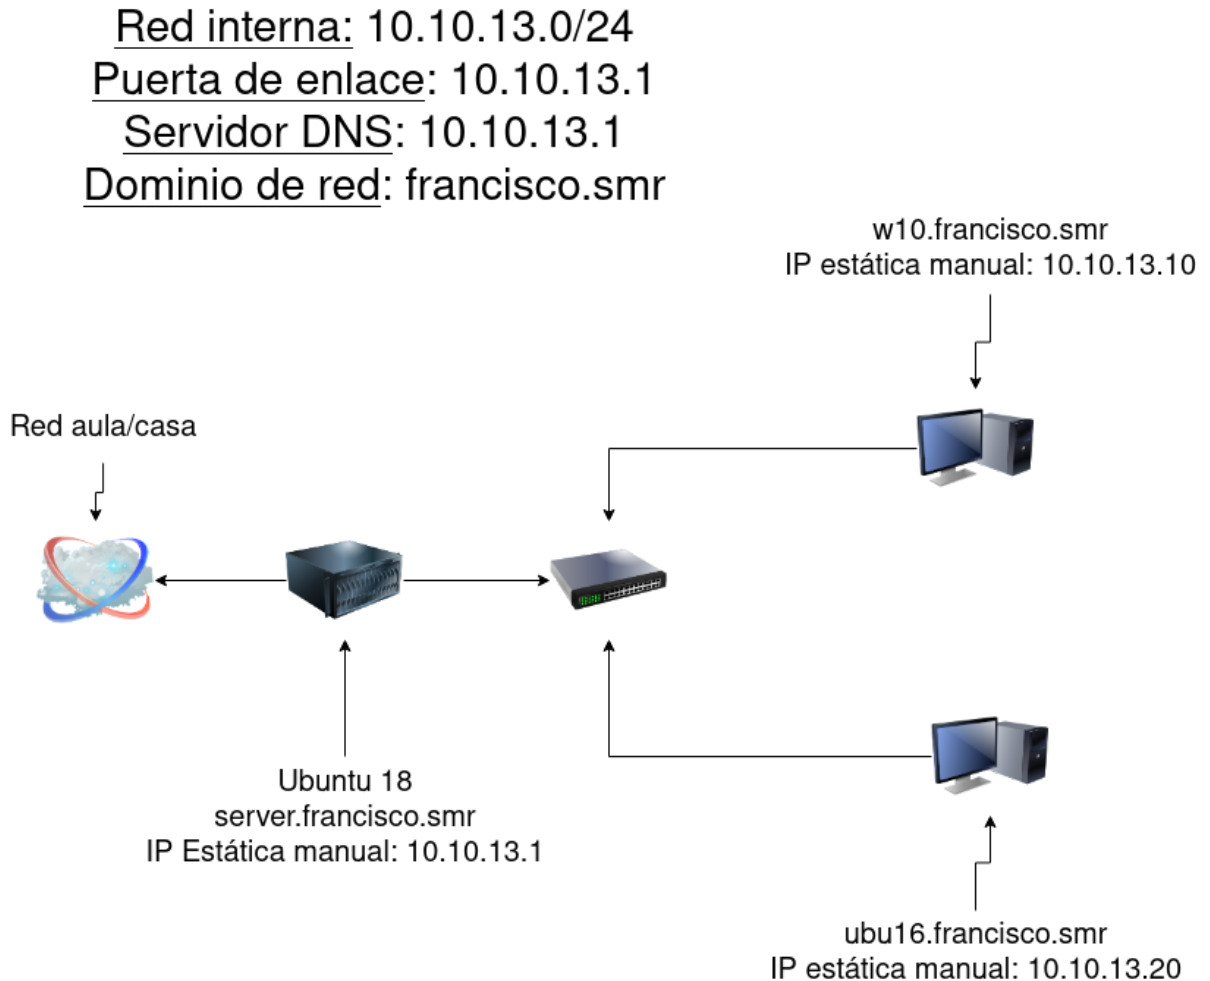 Red interna: 10.10.13.0/24
Puerta de enlace: 10.10.13.1
Servidor DNS: 10.10.13.1
Dominio de red: francisco.smr
w10.francisco.smr
IP estática manual: 10.10.13.10
Red aula/casa
Ubuntu 18
server.francisco.smr
IP Estática manual: 10.10.13.1
ubu16.francisco.smr
IP estática manual: 10.10.13.20